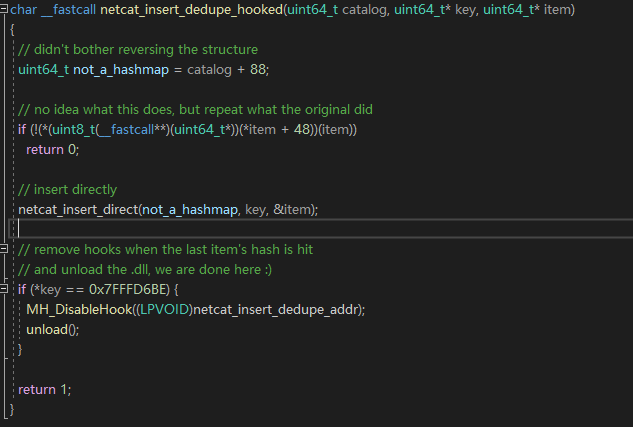 char __fastcall netcat_insert_dedupe_hooked(uint64_t catalog, uint64_t* key, uint64_t* item)
{
// didn't bother reversing the structure
uint64_t not_a_hashmap = catalog + 88;
// no idea what this does, but repeat what the original did
if (!(*(uint8_t(__fastcall**)(uint64_t*))(*item + 48))(item))
return 0;
// insert directly
netcat_insert_direct(not_a_hashmap, key, &item);
// remove hooks when the last item's hash is hit
// and unload the .dll, we are done here :)
if (*key == 0x7FFFD6BE) {
MH_DisableHook((LPVOID)netcat_insert_dedupe_addr);
unload();
}
return 1;
}